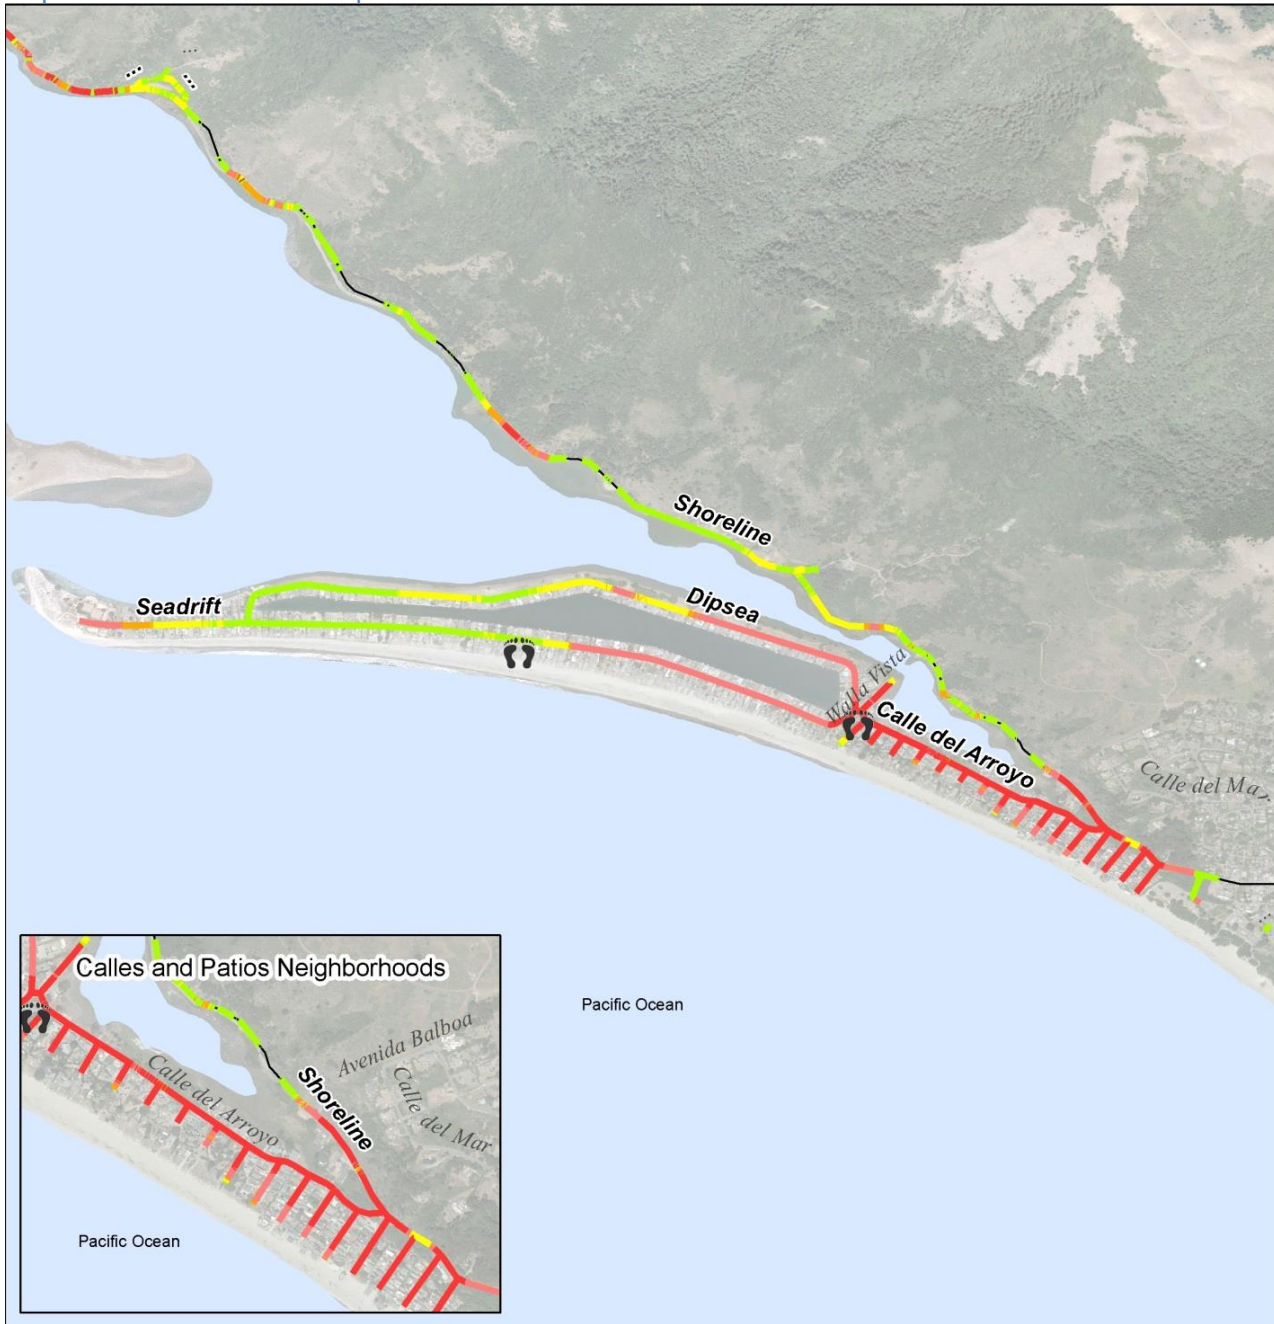 Shoreline
Seadrift
Dipsea
Walla Vista
Calle del Arroyo
Calle del Mar
Pacific Ocean
Calles and Patios Neighborhoods
Avenida Balboa
Calle del Mar
Calle del Arroyo
Shoreline
Pacific Ocean